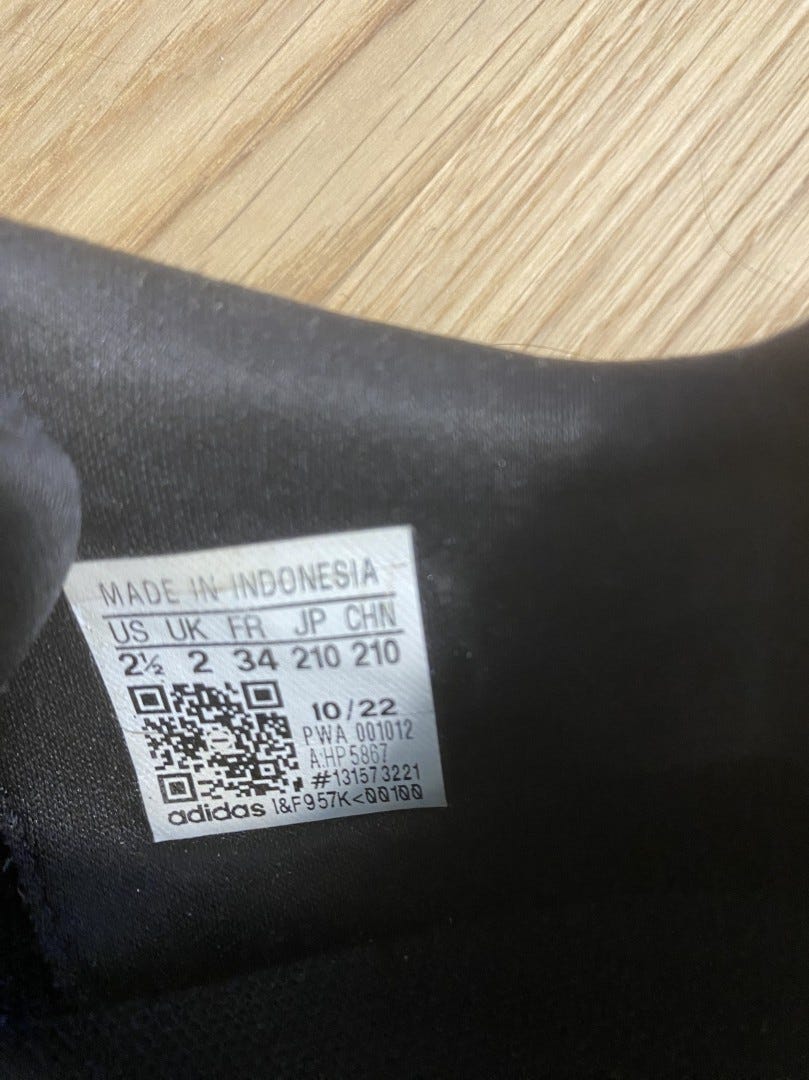 MADE IN INDONESIA
US UK FR JP CHN
2½ 2 34 210 210
10/22
PWA 001012
A:HP5867
#131573221
adidas I&F957K<00100